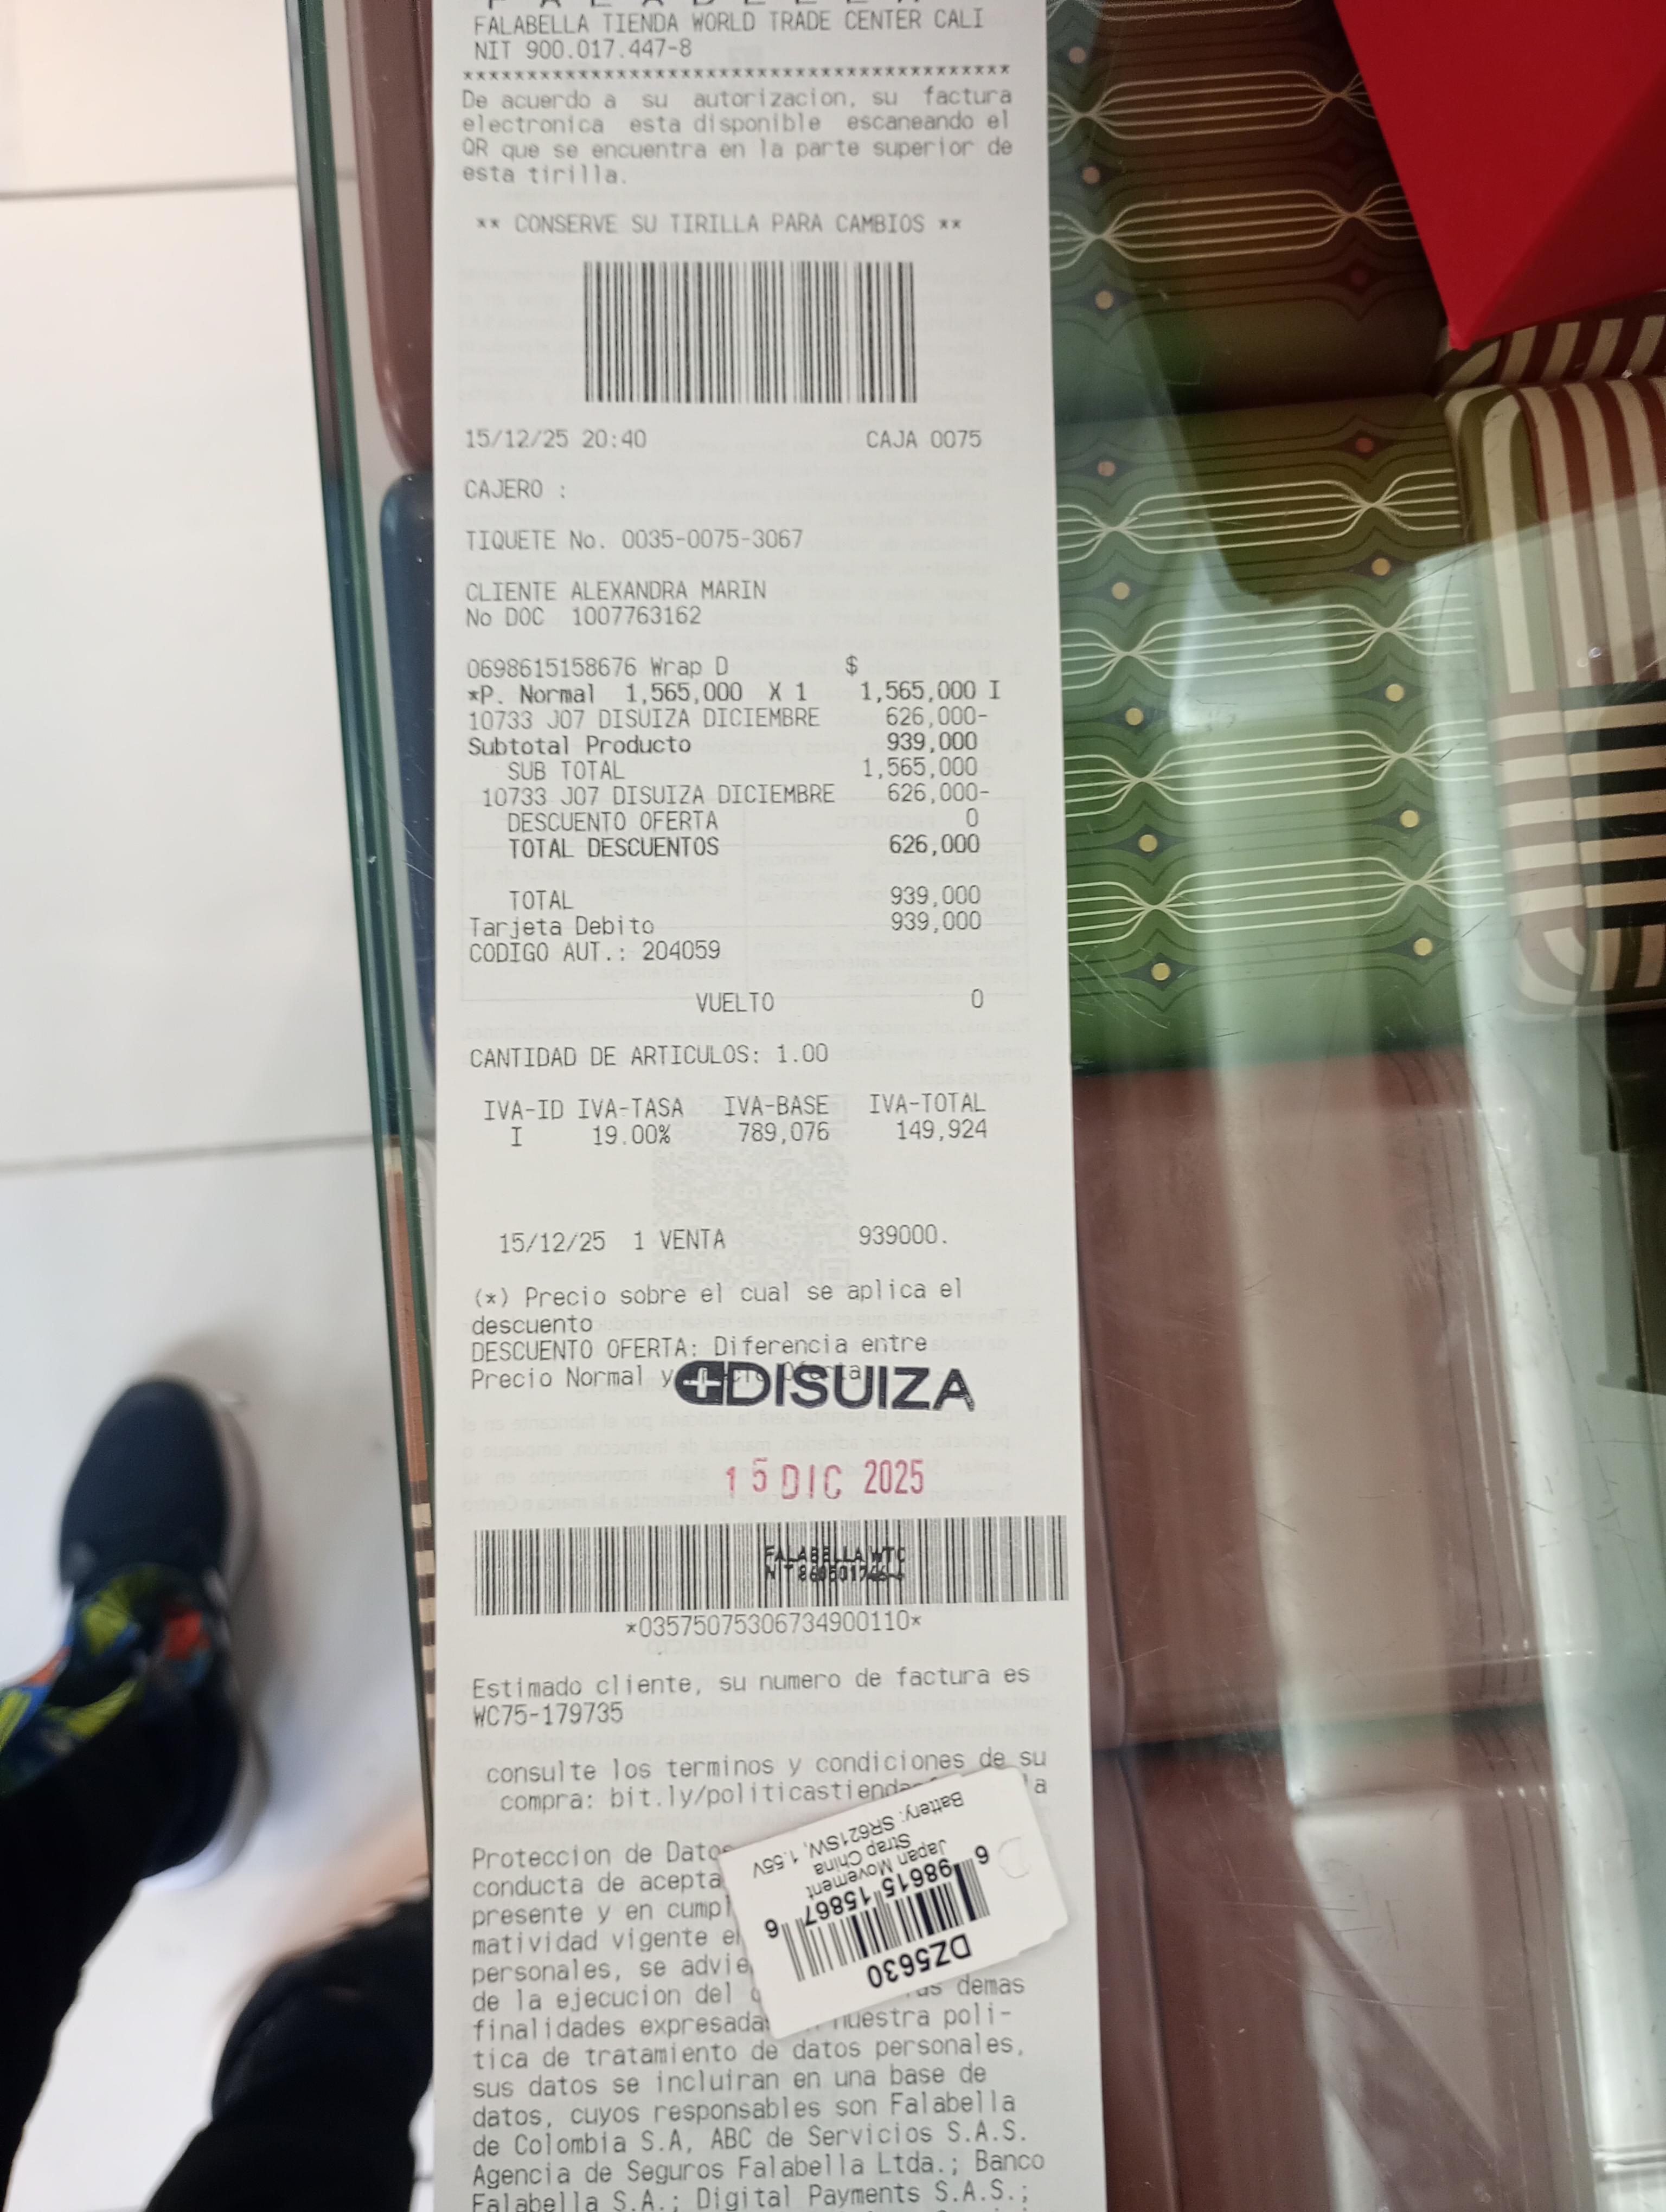 FALABELLA TIENDA WORLD TRADE CENTER CALI
NIT 900.017.447-8
******************************************
De acuerdo a su autorizacion, su factura
electronica esta disponible escaneando el
QR que se encuentra en la parte superior de
esta tirilla.
** CONSERVE SU TIRILLA PARA CAMBIOS **
15/12/25 20:40 CAJA 0075
CAJERO :
TIQUETE No. 0035-0075-3067
CLIENTE ALEXANDRA MARIN
No DOC 1007763162
0698615158676 Wrap D $
*P. Normal 1,565,000 X 1 1,565,000 I
10733 J07 DISUIZA DICIEMBRE 626,000-
Subtotal Producto 939,000
SUB TOTAL 1,565,000
10733 J07 DISUIZA DICIEMBRE 626,000-
DESCUENTO OFERTA 0
TOTAL DESCUENTOS 626,000
TOTAL 939,000
Tarjeta Debito 939,000
CODIGO AUT.: 204059
VUELTO 0
CANTIDAD DE ARTICULOS: 1.00
IVA-ID IVA-TASA IVA-BASE IVA-TOTAL
I 19.00% 789,076 149,924
15/12/25 1 VENTA 939000.
(*) Precio sobre el cual se aplica el
descuento
DESCUENTO OFERTA: Diferencia entre
Precio Normal y
DISUIZA
15 DIC 2025
FALABELLA WTC
*03575075306734900110*
Estimado cliente, su numero de factura es
WC75-179735
consulte los terminos y condiciones de su
compra: bit.ly/politicastienda
Proteccion de Datos
conducta de acepta
presente y en cumpl
matividad vigente e
personales, se advie
de la ejecucion del demas
finalidades expresadas nuestra poli-
tica de tratamiento de datos personales,
sus datos se incluiran en una base de
datos, cuyos responsables son Falabella
de Colombia S.A, ABC de Servicios S.A.S.
Agencia de Seguros Falabella Ltda.; Banco
Falabella S.A.; Digital Payments S.A.S.;
DZ5630
6 98615 15867 6
Japan Movement
Strap China
Battery: SR621SW, 1.55V